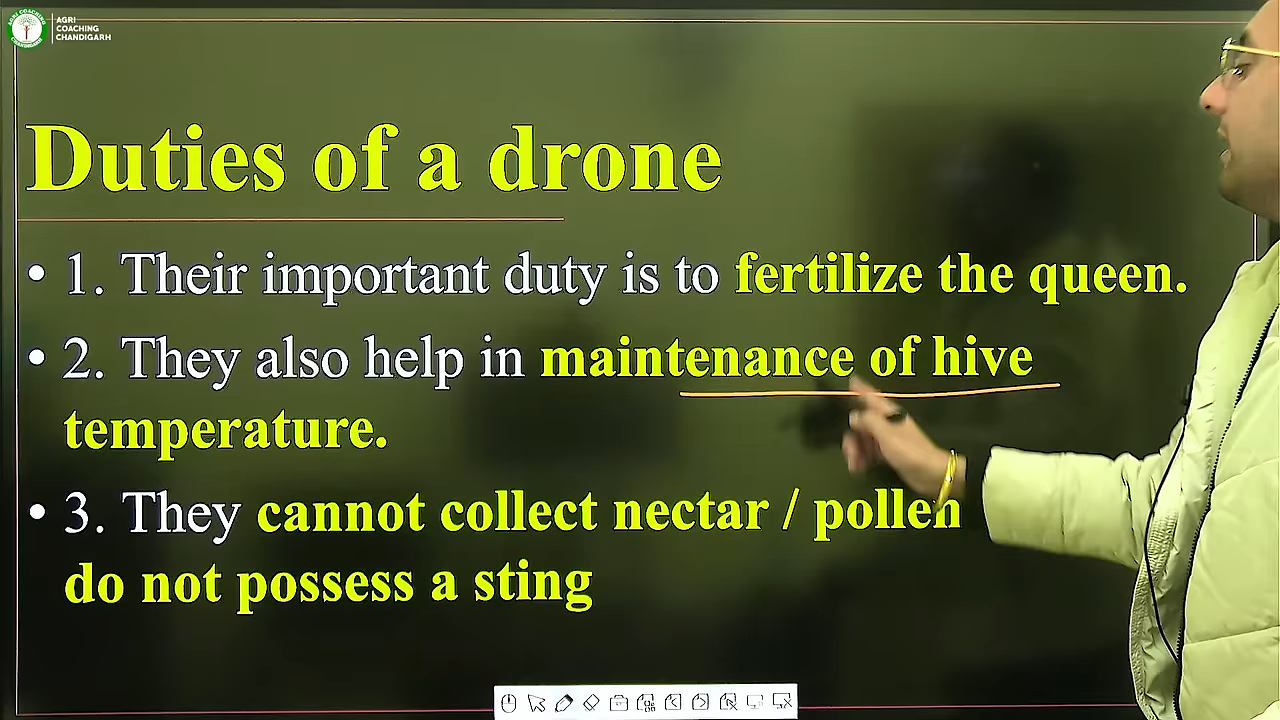 AGRI
COACHING
CHANDIGARH
Duties of a drone
• 1. Their important duty is to fertilize the queen.
• 2. They also help in maintenance of hive
temperature.
• 3. They cannot collect nectar / pollen
do not possess a sting